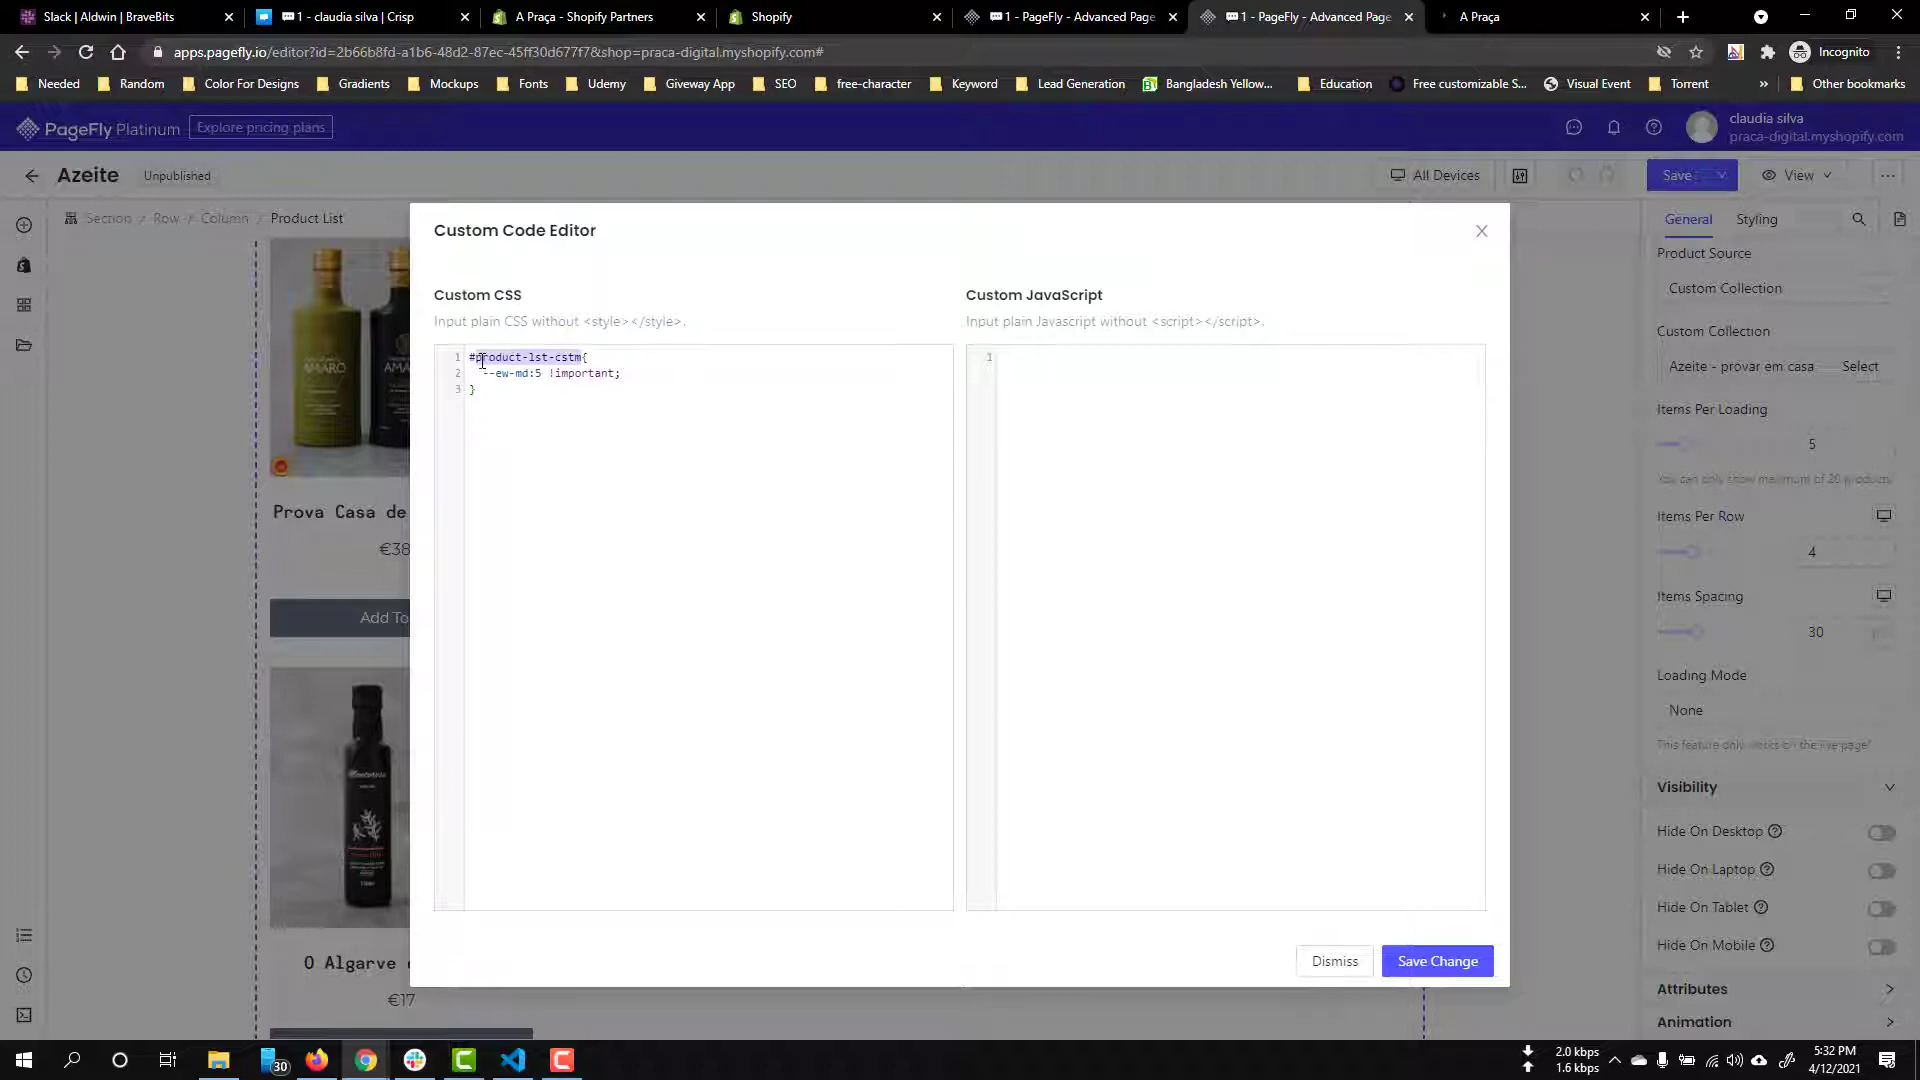 Slack | Aldwin | BraveBits
1 - claudia silva | Crisp
A Praça - Shopify Partners
Shopify
1 - PageFly - Advanced Page
1 - PageFly - Advanced Page
A Praça
apps.pagefly.io/editor?id=2b66b8fd-a1b6-48d2-87ec-45ff30d677f7&shop=praca-digital.myshopify.com#
Incognito
Needed
Random
Color For Designs
Gradients
Mockups
Fonts
Udemy
Giveway App
SEO
free-character
Keyword
Lead Generation
Bangladesh Yellow...
Education
Free customizable S...
Visual Event
Torrent
»
Other bookmarks
PageFly Platinum
Explore pricing plans
claudia silva
praca-digital.myshopify.com
Azeite
Unpublished
All Devices
Save
View
Section / Row / Column / Product List
General
Styling
Custom Code Editor
Custom CSS
Input plain CSS without <style></style>.
1 #product-lst-cstm{
2 --ew-md:5 !important;
3 }
Custom JavaScript
Input plain Javascript without <script></script>.
1
Dismiss
Save Change
AMARO
Prova Casa de
€38
Add To
O Algarve
€17
Product Source
Custom Collection
Custom Collection
Azeite - provar em casa
Select
Items Per Loading
5
You can only show maximum of 20 products
Items Per Row
4
Items Spacing
30
Loading Mode
None
This feature only works on the live page*
Visibility
Hide On Desktop
Hide On Laptop
Hide On Tablet
Hide On Mobile
Attributes
Animation
30
2.0 kbps
1.6 kbps
5:32 PM
4/12/2021